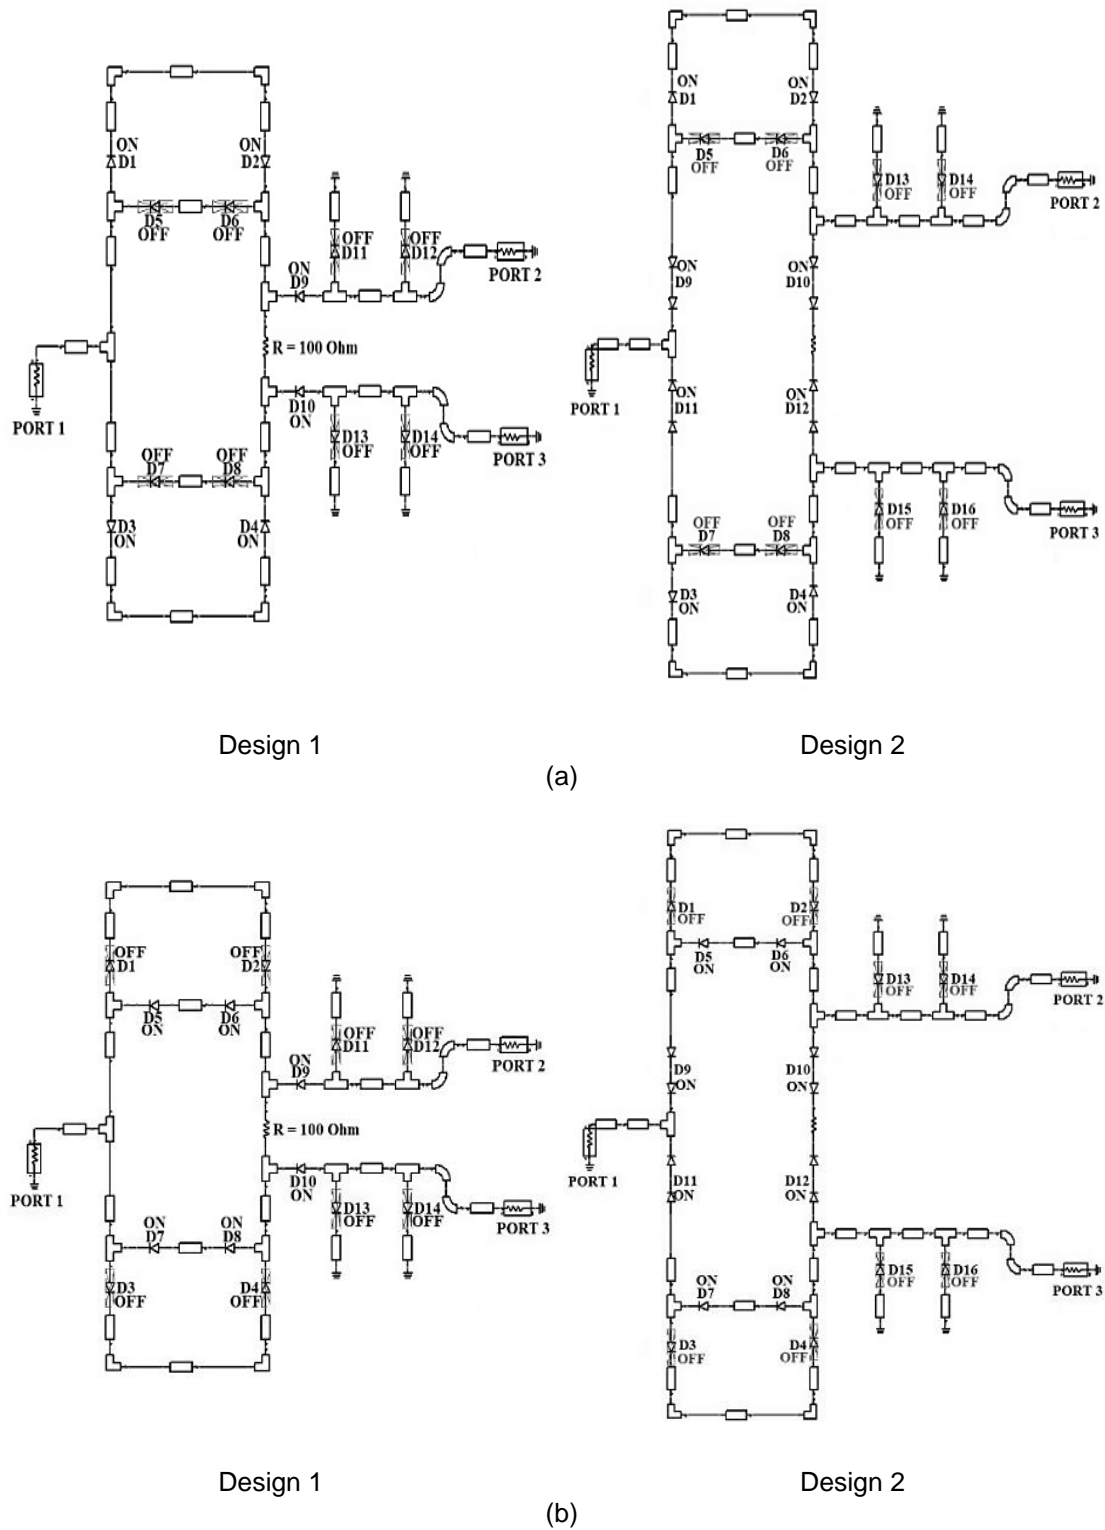 ON
D1
ON
D2
D5
OFF
D6
OFF
OFF
D11
OFF
D12
ON
D9
PORT 2
R = 100 Ohm
PORT 1
D10
ON
D13
OFF
D14
OFF
PORT 3
OFF
D7
OFF
D8
D3
ON
D4
ON
Design 1
ON
D1
ON
D2
D5
OFF
D6
OFF
D13
OFF
D14
OFF
PORT 2
ON
D9
ON
D10
PORT 1
ON
D11
ON
D12
D15
OFF
D16
OFF
PORT 3
OFF
D7
OFF
D8
D3
ON
D4
ON
Design 2
(a)
OFF
D1
OFF
D2
D5
ON
D6
ON
OFF
D11
OFF
D12
ON
D9
PORT 2
R = 100 Ohm
PORT 1
D10
ON
D13
OFF
D14
OFF
PORT 3
ON
D7
ON
D8
D3
OFF
D4
OFF
Design 1
D1
OFF
D2
OFF
D5
ON
D6
ON
D13
OFF
D14
OFF
PORT 2
D9
ON
D10
ON
PORT 1
D11
ON
D12
ON
D15
OFF
D16
OFF
PORT 3
ON
D7
ON
D8
D3
OFF
D4
OFF
Design 2
(b)